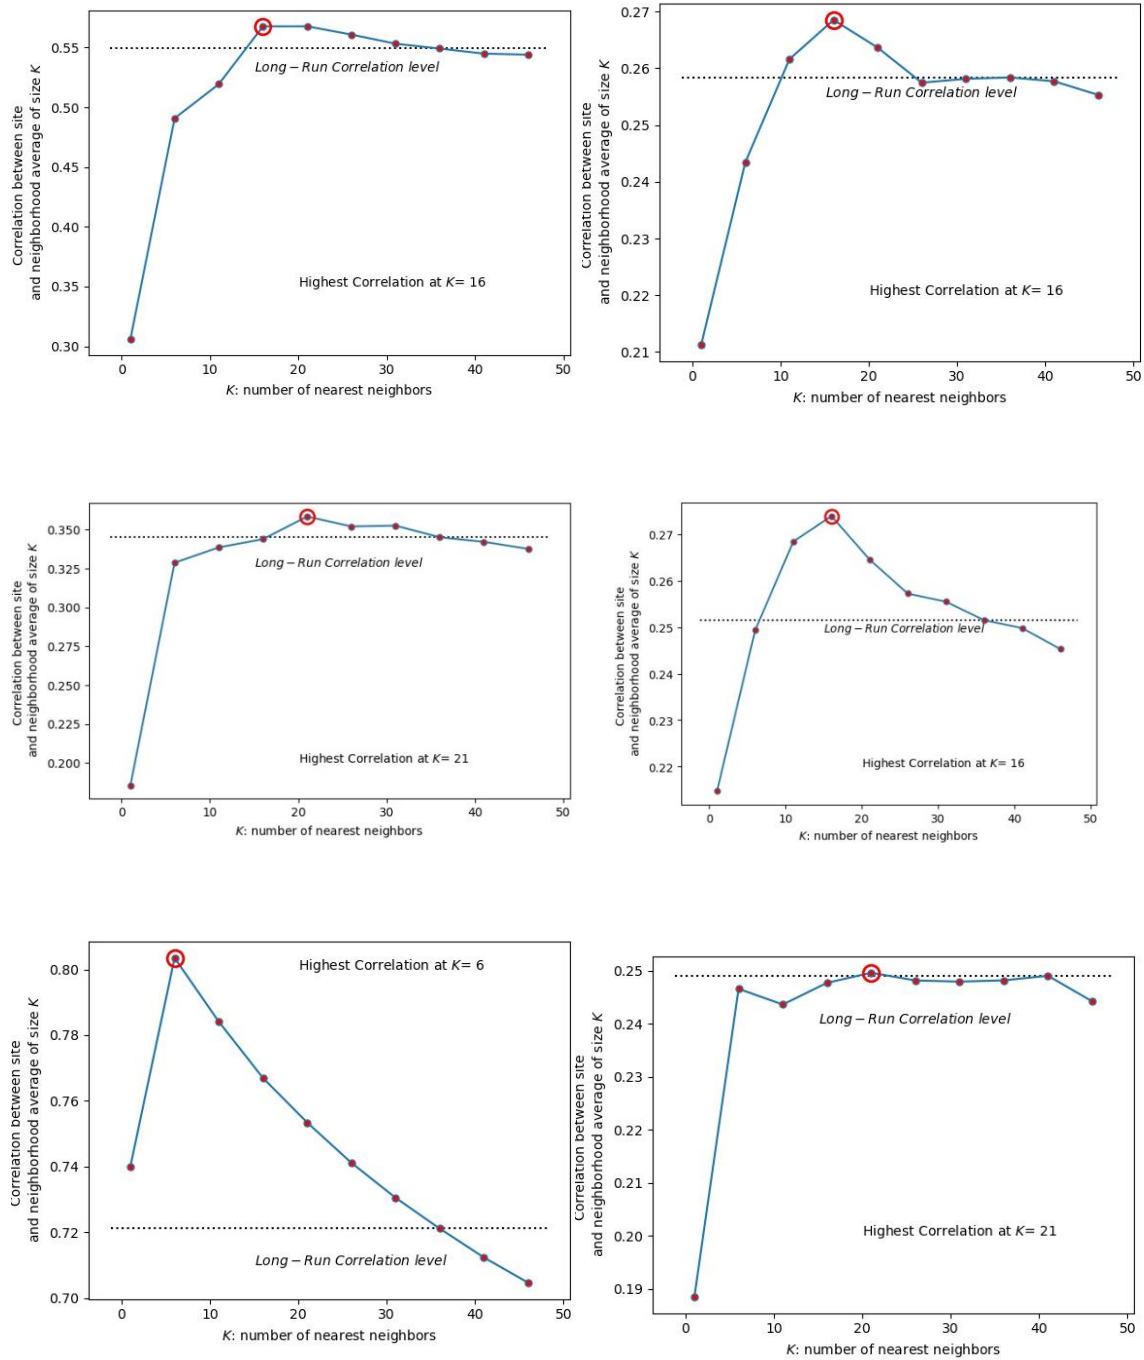 Correlation between site
and neighborhood average of size K
0.55
0.50
0.45
0.40
0.35
0.30
Long – Run Correlation level
Highest Correlation at K= 16
0 10 20 30 40 50
K: number of nearest neighbors
Correlation between site
and neighborhood average of size K
0.27
0.26
0.25
0.24
0.23
0.22
0.21
Long – Run Correlation level
Highest Correlation at K= 16
0 10 20 30 40 50
K: number of nearest neighbors
Correlation between site
and neighborhood average of size K
0.350
0.325
0.300
0.275
0.250
0.225
0.200
Long – Run Correlation level
Highest Correlation at K= 21
0 10 20 30 40 50
K: number of nearest neighbors
Correlation between site
and neighborhood average of size K
0.27
0.26
0.25
0.24
0.23
0.22
Long – Run Correlation level
Highest Correlation at K= 16
0 10 20 30 40 50
K: number of nearest neighbors
Correlation between site
and neighborhood average of size K
0.80
0.78
0.76
0.74
0.72
0.70
Highest Correlation at K= 6
Long – Run Correlation level
0 10 20 30 40 50
K: number of nearest neighbors
Correlation between site
and neighborhood average of size K
0.25
0.24
0.23
0.22
0.21
0.20
0.19
Long – Run Correlation level
Highest Correlation at K= 21
0 10 20 30 40 50
K: number of nearest neighbors